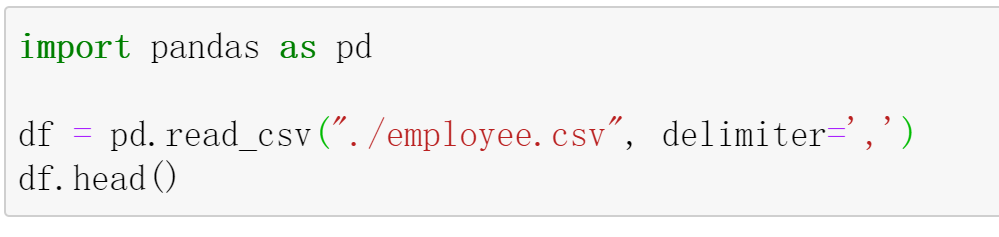 import pandas as pd
df = pd.read_csv("./employee.csv", delimiter=',')
df.head()